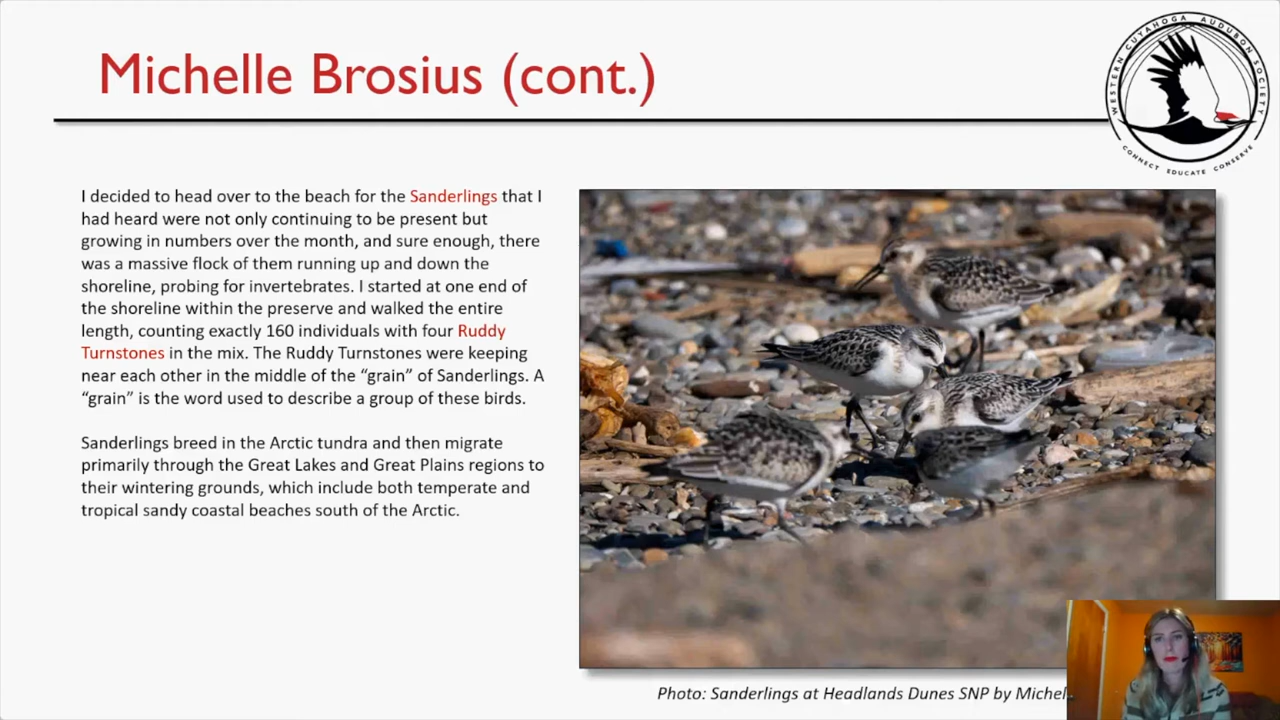 Michelle Brosius (cont.)
WESTERN CUYAHOGA AUDUBON SOCIETY
CONNECT EDUCATE CONSERVE
I decided to head over to the beach for the Sanderlings that I
had heard were not only continuing to be present but
growing in numbers over the month, and sure enough, there
was a massive flock of them running up and down the
shoreline, probing for invertebrates. I started at one end of
the shoreline within the preserve and walked the entire
length, counting exactly 160 individuals with four Ruddy
Turnstones in the mix. The Ruddy Turnstones were keeping
near each other in the middle of the “grain” of Sanderlings. A
“grain” is the word used to describe a group of these birds.
Sanderlings breed in the Arctic tundra and then migrate
primarily through the Great Lakes and Great Plains regions to
their wintering grounds, which include both temperate and
tropical sandy coastal beaches south of the Arctic.
Photo: Sanderlings at Headlands Dunes SNP by